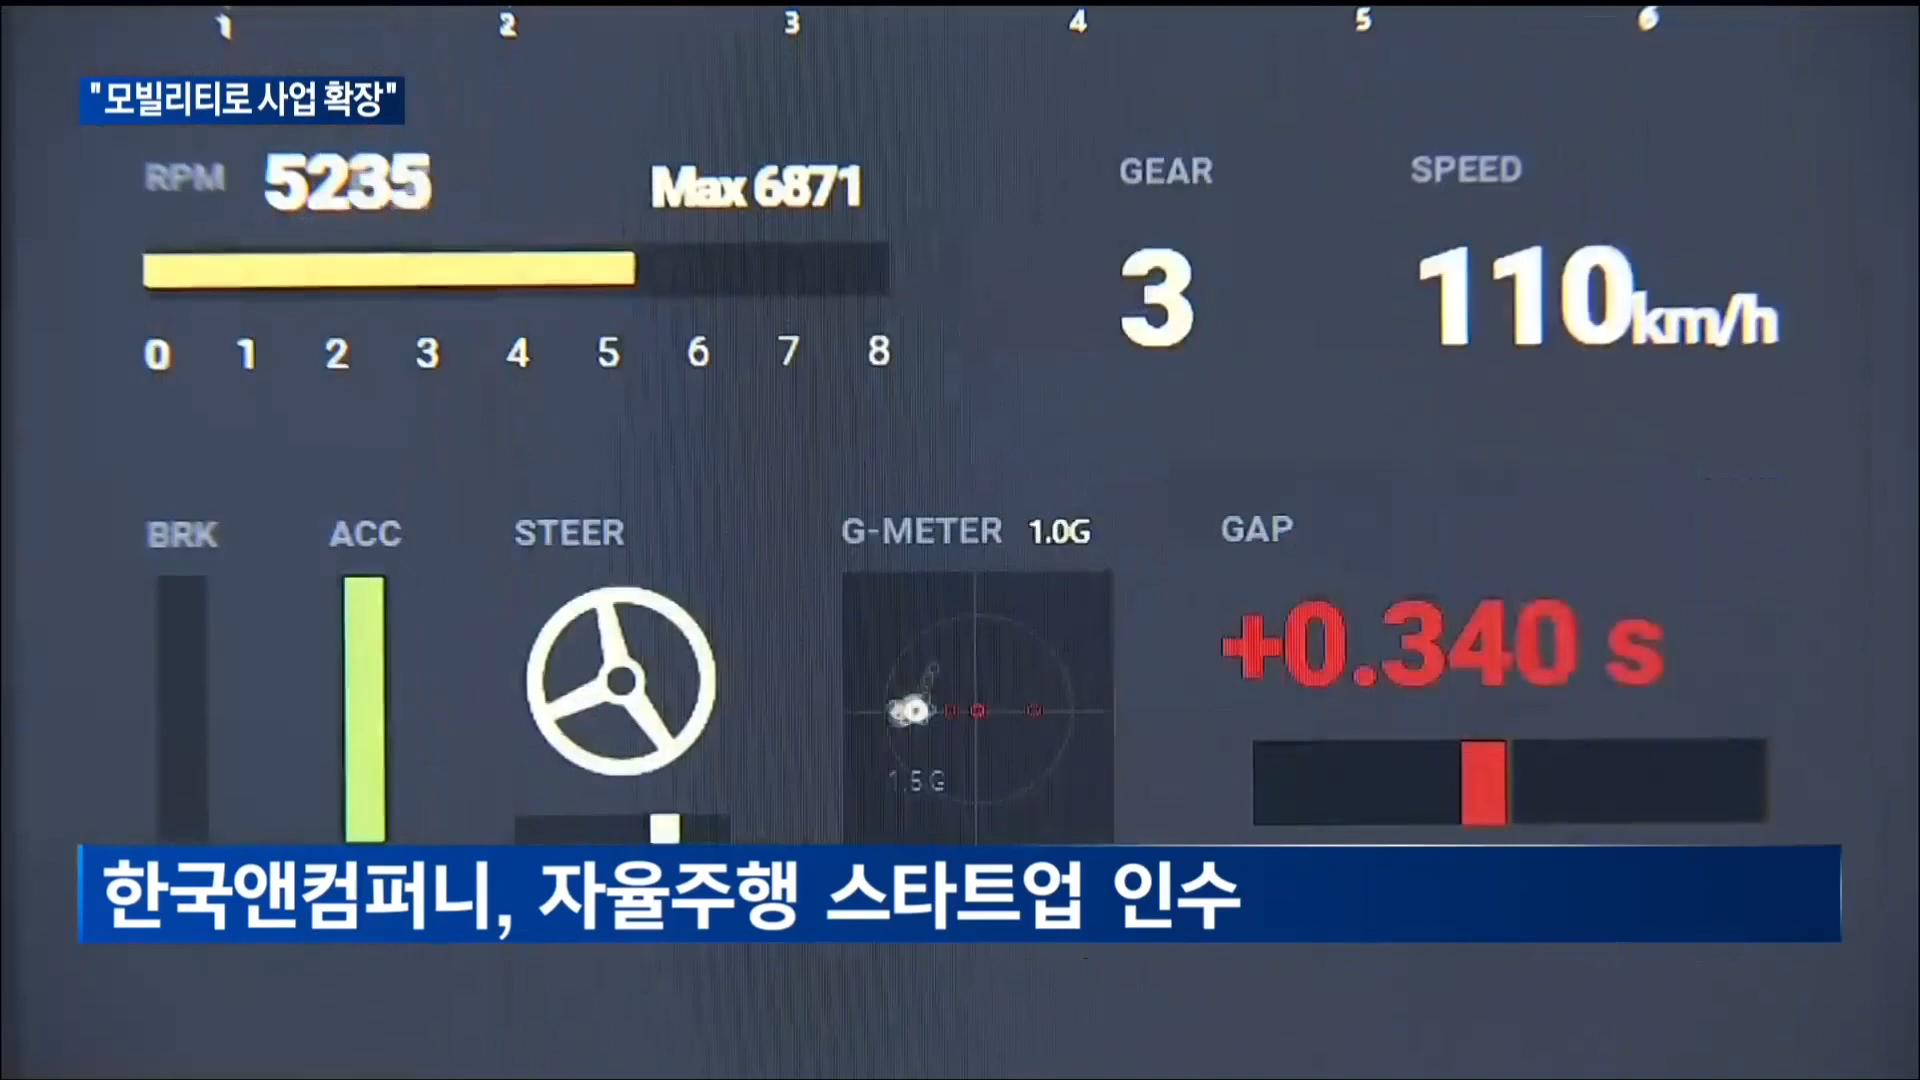 1 2 3 4 5 6
"모빌리티로 사업 확장"
RPM 5235 Max 6871 GEAR SPEED
3 110km/h
0 1 2 3 4 5 6 7 8
BRK ACC STEER G-METER 1.0G GAP
+0.340 s
1.5 G
한국앤컴퍼니, 자율주행 스타트업 인수